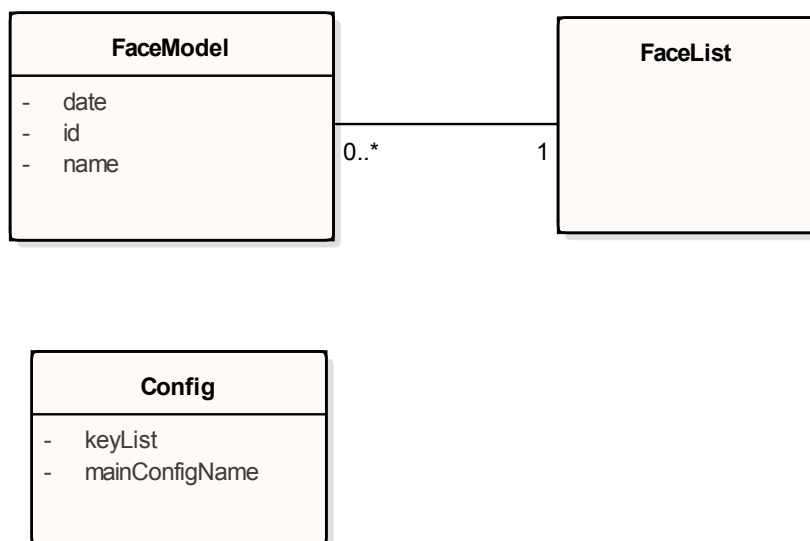 FaceModel
- date
- id
- name
FaceList
0..*
1
Config
- keyList
- mainConfigName